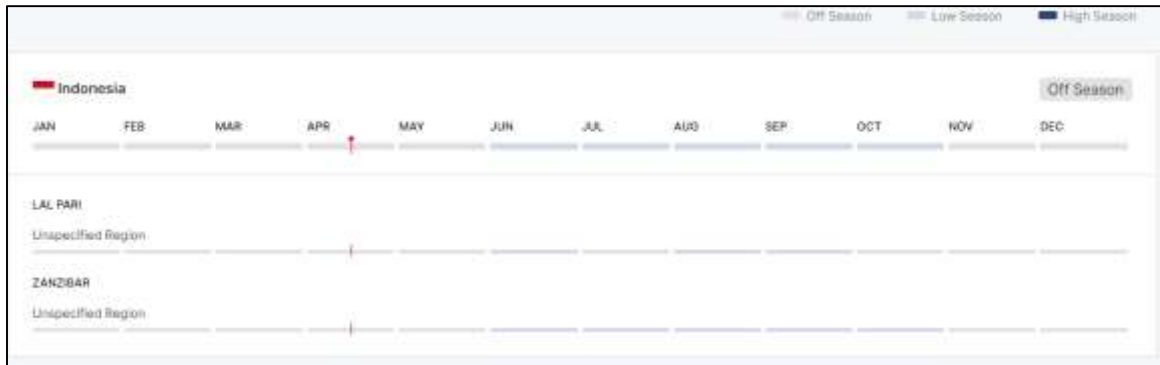 Off Season Low Season High Season
Indonesia Off Season
JAN FEB MAR APR MAY JUN JUL AUG SEP OCT NOV DEC
LAL PARI
Unspecified Region
ZANZIBAR
Unspecified Region